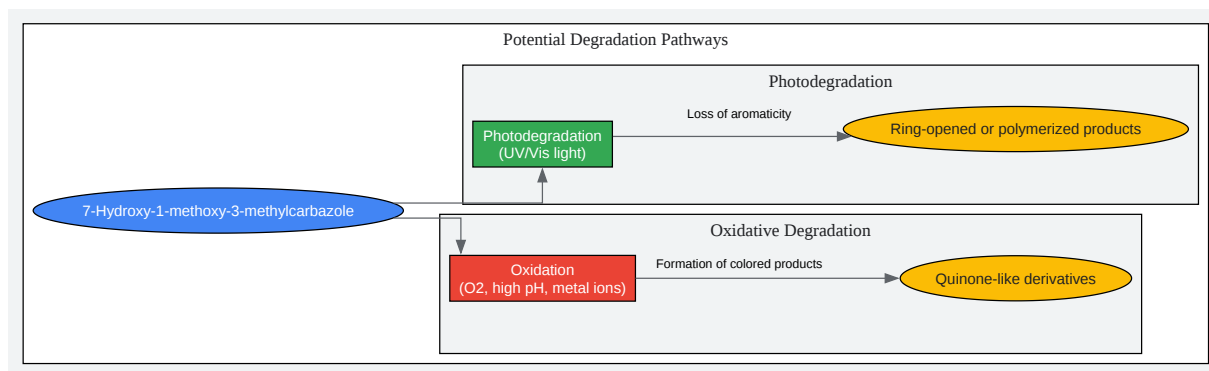 Potential Degradation Pathways
Photodegradation
Loss of aromaticity
Photodegradation
(UV/Vis light)
Ring-opened or polymerized products
7-Hydroxy-1-methoxy-3-methylcarbazole
Oxidative Degradation
Formation of colored products
Oxidation
(O2, high pH, metal ions)
Quinone-like derivatives